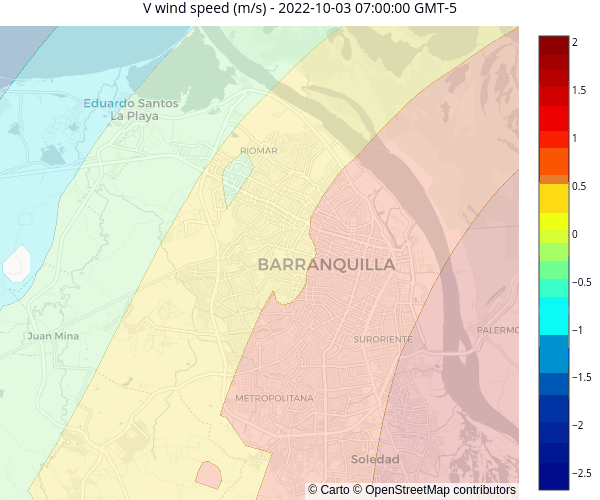 V wind speed (m/s) - 2022-10-03 07:00:00 GMT-5
Eduardo Santos
- La Playa
RIOMAR
BARRANQUILLA
Juan Mina
SURORIENTE
PALERMO
METROPOLITANA
Soledad
© Carto © OpenStreetMap contributors
2
1.5
1
0.5
0
−0.5
−1
−1.5
−2
−2.5